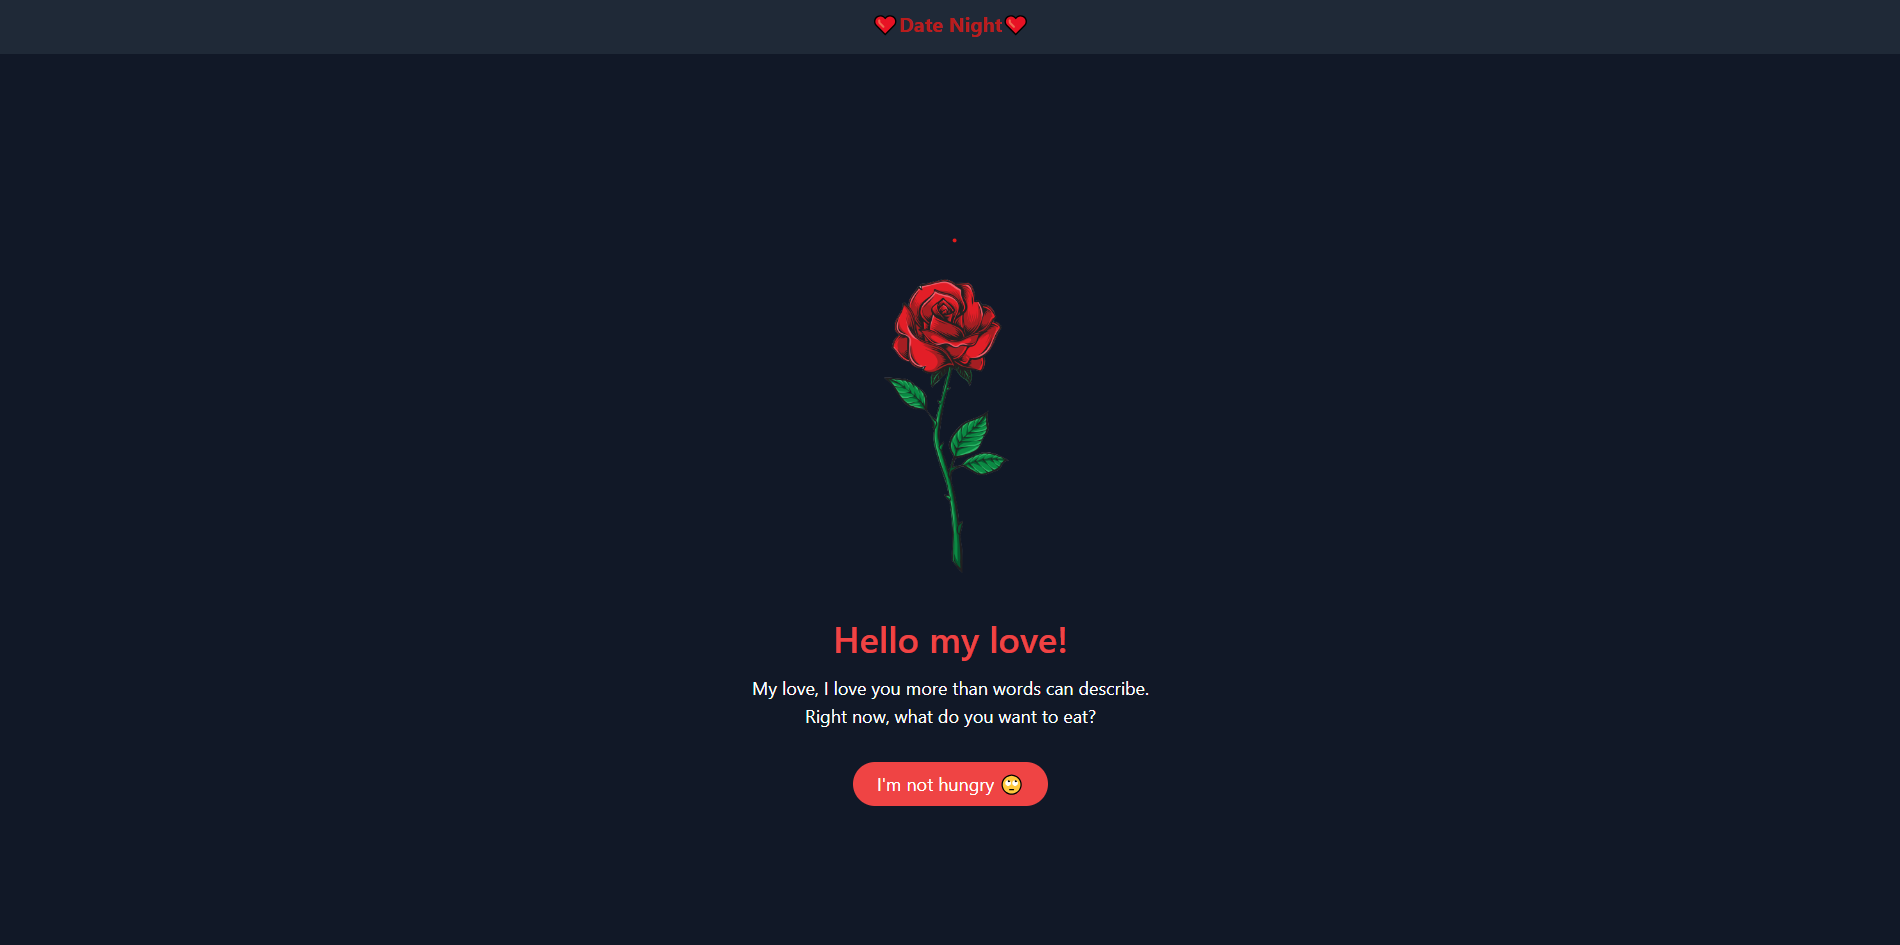 ❤️Date Night❤️
Hello my love!
My love, I love you more than words can describe.
Right now, what do you want to eat?
I'm not hungry 🙄